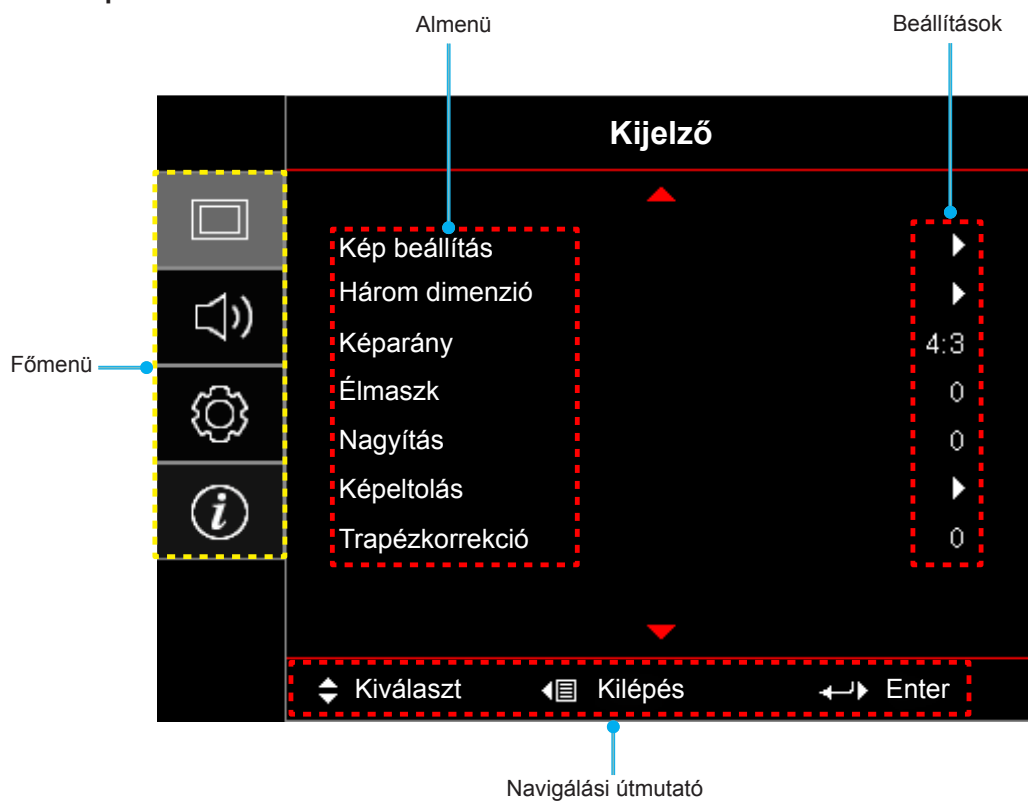 Almenü
Beállítások
Kijelző
Kép beállítás
Három dimenzió
Képarány 4:3
Főmenü
Élmaszk 0
Nagyítás 0
Képeltolás
Trapézkorrekció 0
Kiválaszt Kilépés Enter
Navigálási útmutató